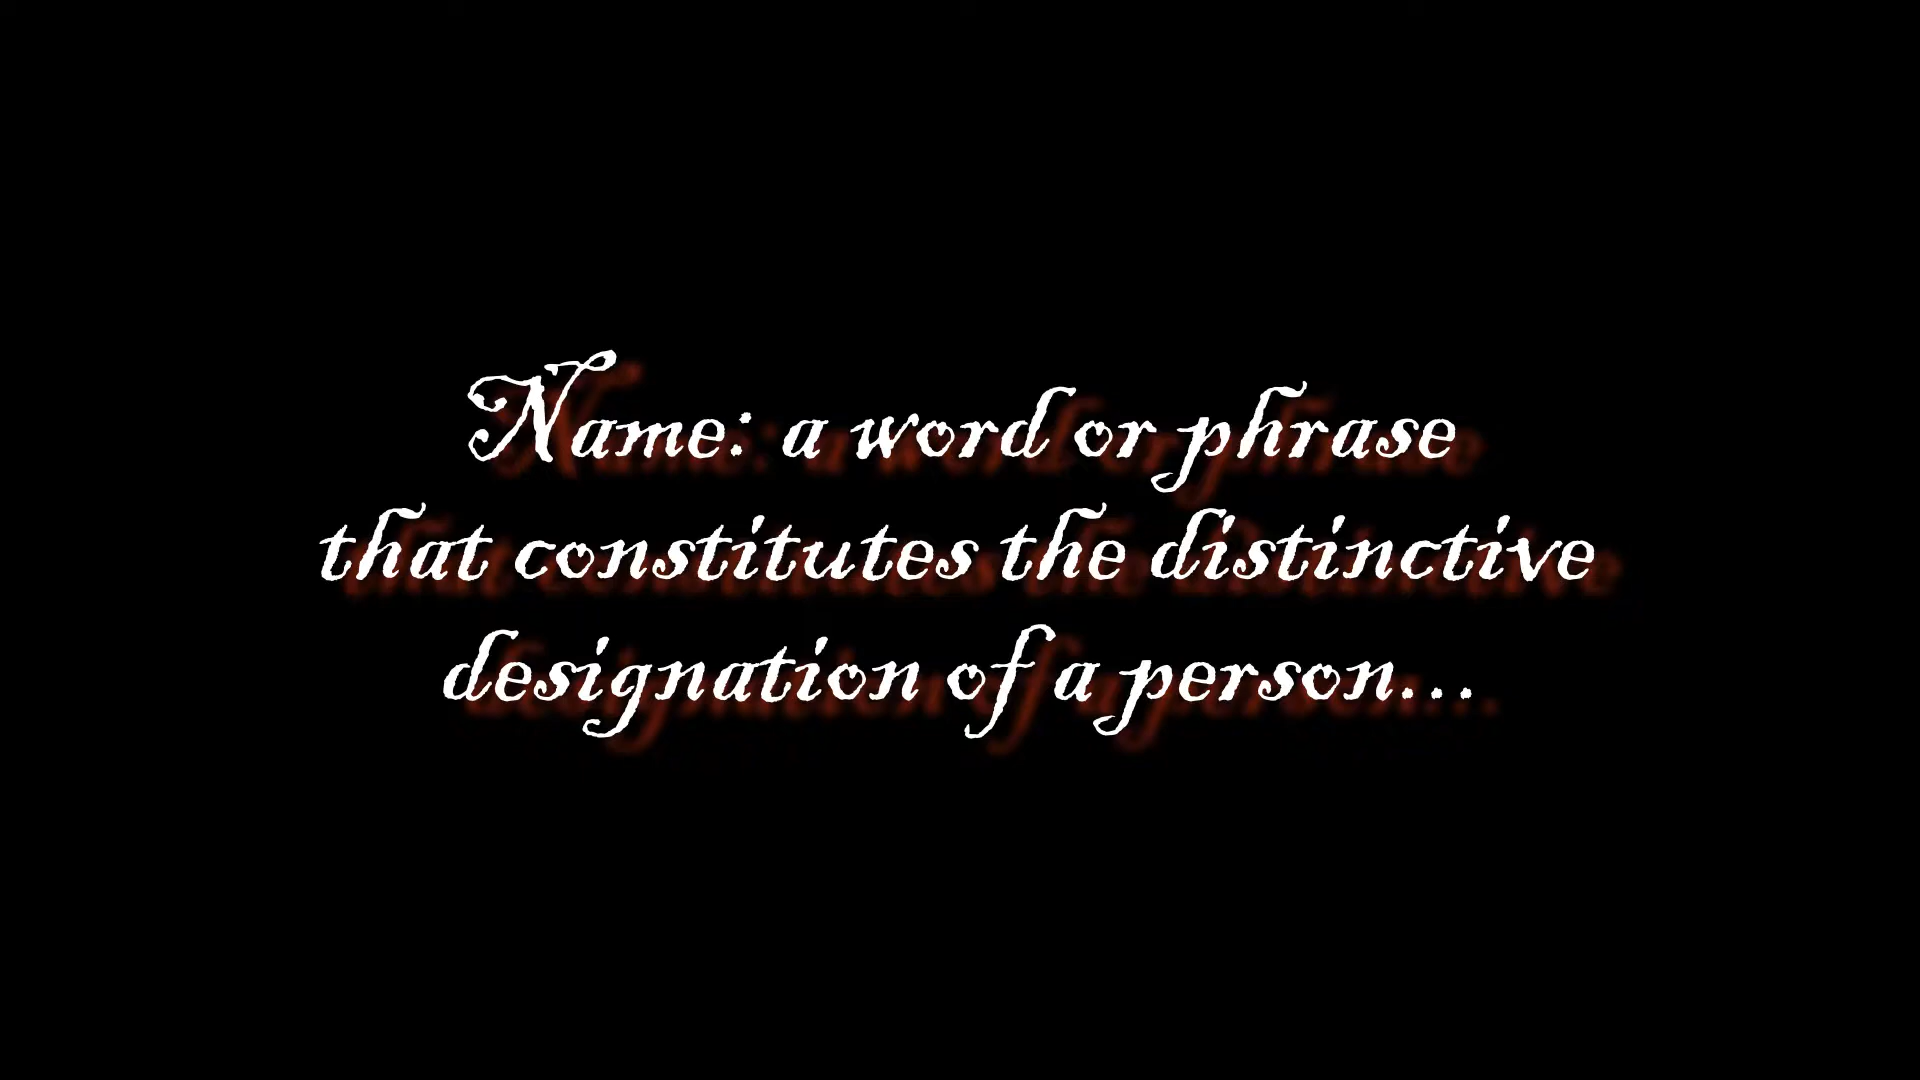 Name: a word or phrase
that constitutes the distinctive
designation of a person...